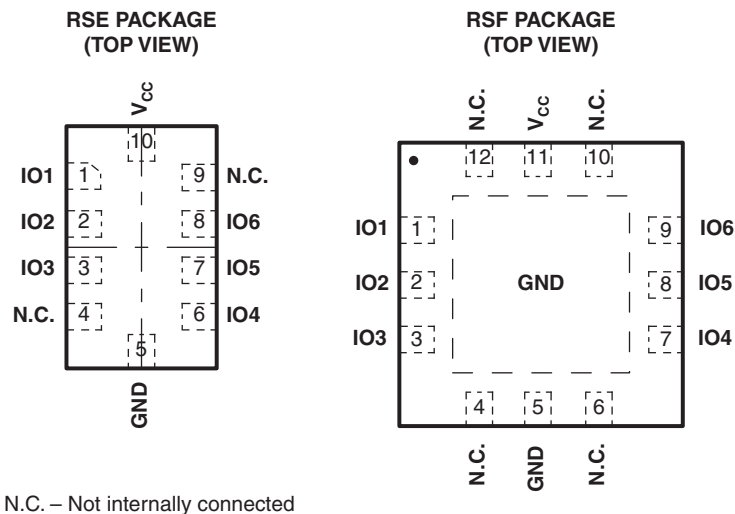 RSE PACKAGE
(TOP VIEW)
VCC
10
IO1 1 9 N.C.
IO2 2 8 IO6
IO3 3 7 IO5
N.C. 4 6 IO4
5
GND
RSF PACKAGE
(TOP VIEW)
N.C. VCC N.C.
12 11 10
IO1 1 9 IO6
IO2 2 GND 8 IO5
IO3 3 7 IO4
4 5 6
N.C. GND N.C.
N.C. – Not internally connected